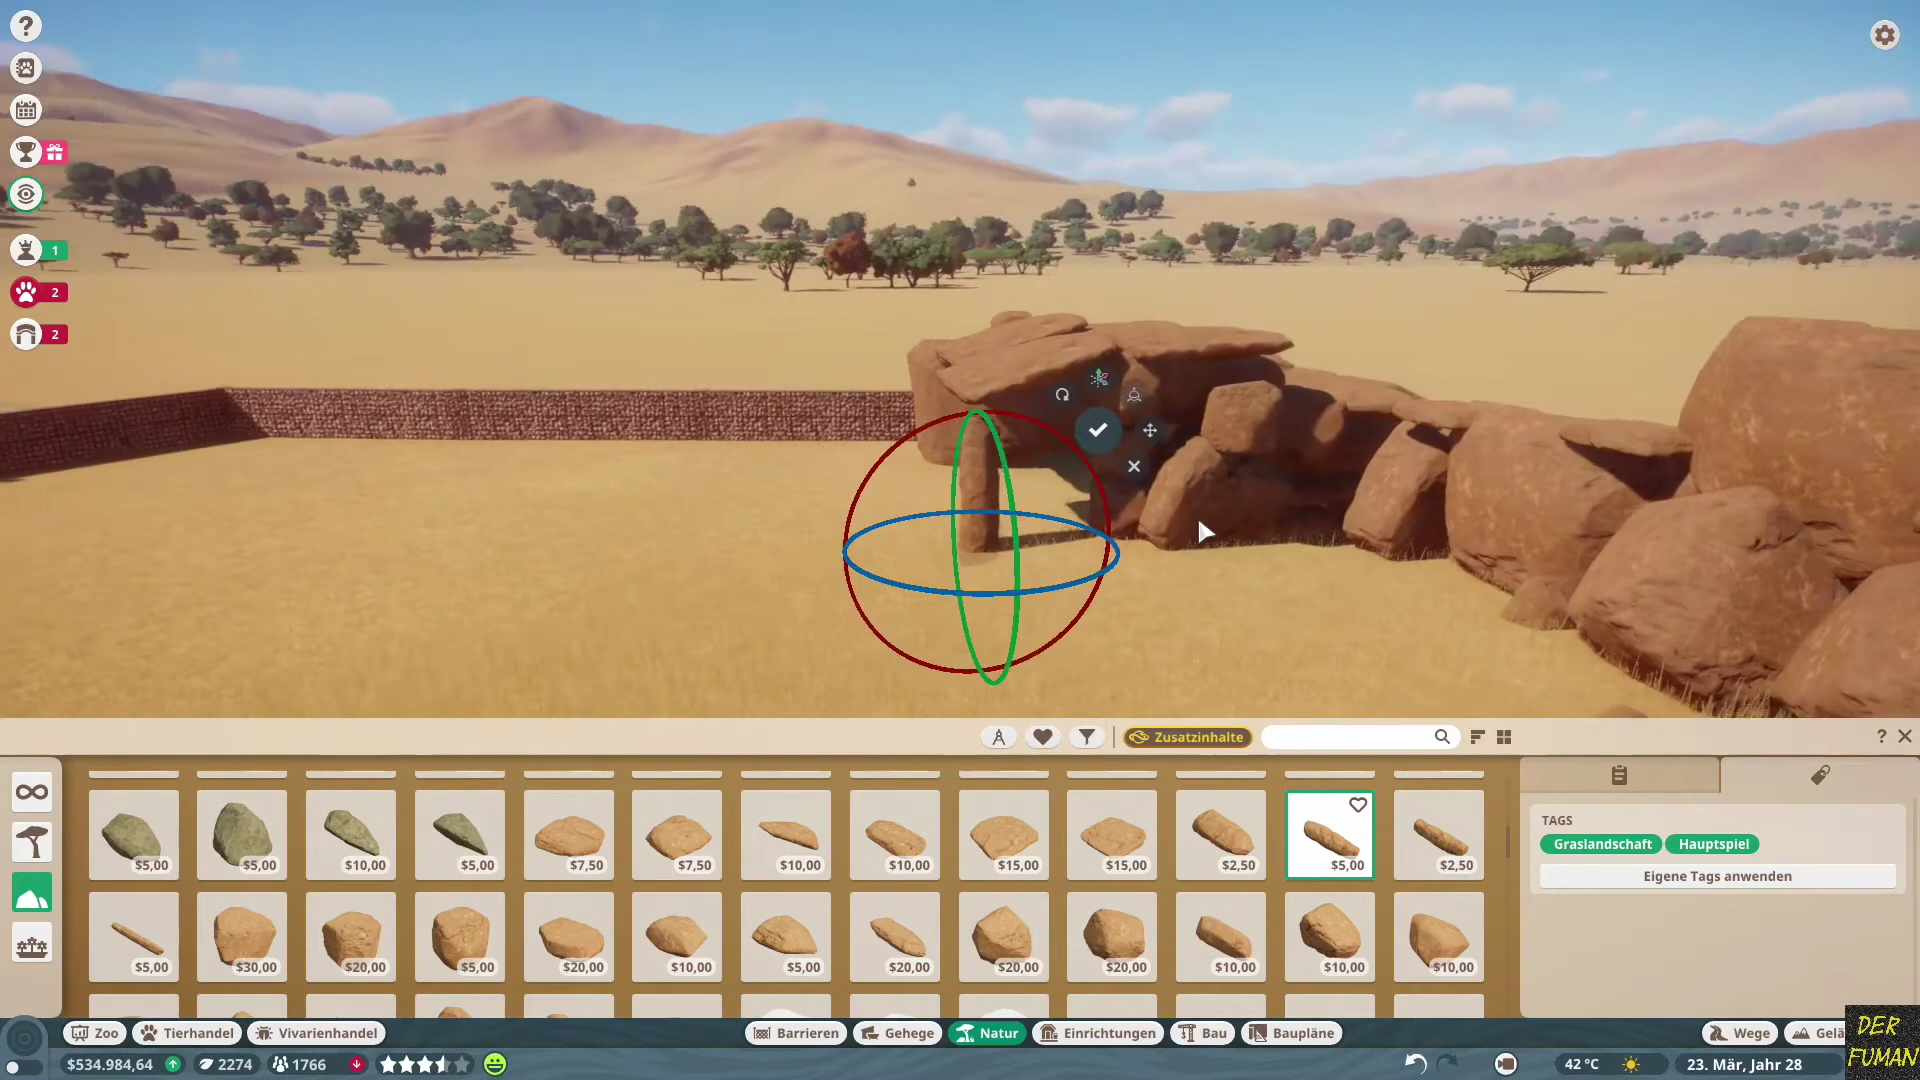 ?
1
2
2
Zusatzinhalte
?
$5,00
$5,00
$10,00
$5,00
$7,50
$7,50
$10,00
$10,00
$15,00
$15,00
$2,50
$5,00
$2,50
TAGS
Graslandschaft
Hauptspiel
Eigene Tags anwenden
$5,00
$30,00
$20,00
$5,00
$20,00
$10,00
$5,00
$20,00
$20,00
$20,00
$10,00
$10,00
$10,00
Zoo
Tierhandel
Vivarienhandel
Barrieren
Gehege
Natur
Einrichtungen
Bau
Baupläne
Wege
Gelä
DER
FUMAN
$534.984,64
2274
1766
42 °C
23. Mär, Jahr 28